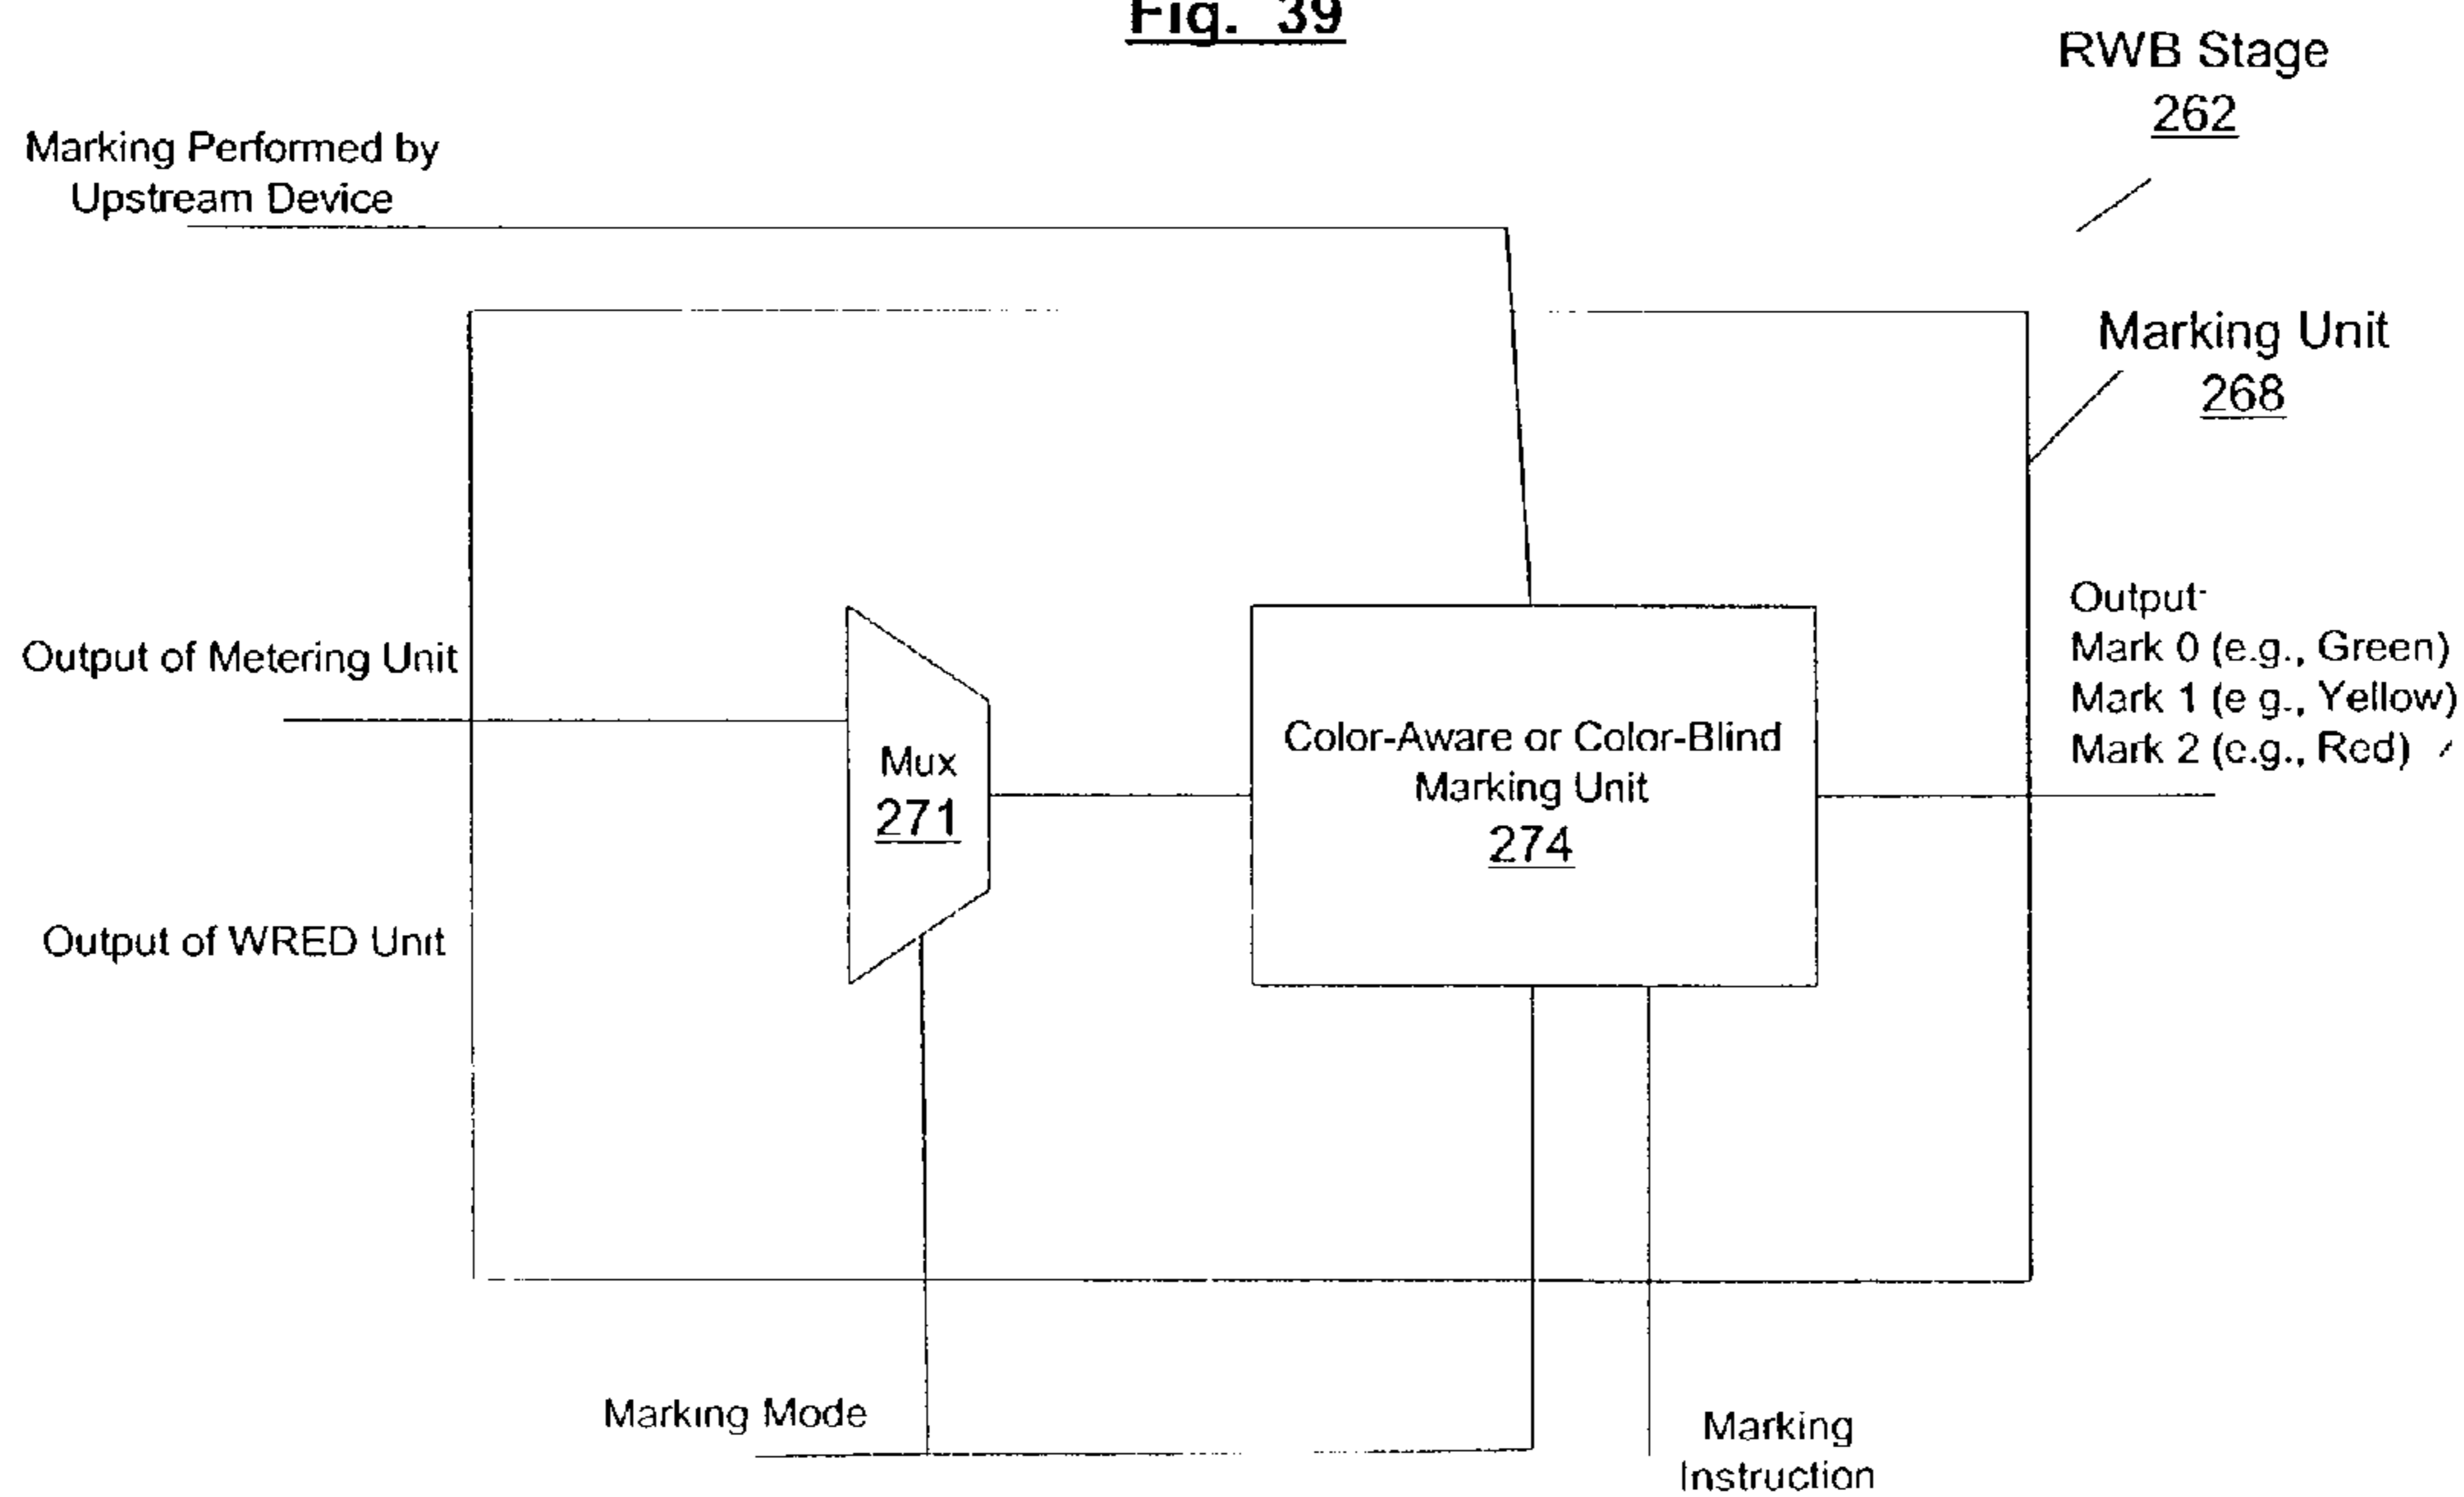 Fig. 39
RWB Stage
262
Marking Performed by
Upstream Device
Marking Unit
268
Output of Metering Unit
Output:
Mark 0 (e.g., Green)
Mark 1 (e.g., Yellow)
Mark 2 (e.g., Red)
Mux
271
Color-Aware or Color-Blind
Marking Unit
274
Output of WRED Unit
Marking Mode
Marking
Instruction